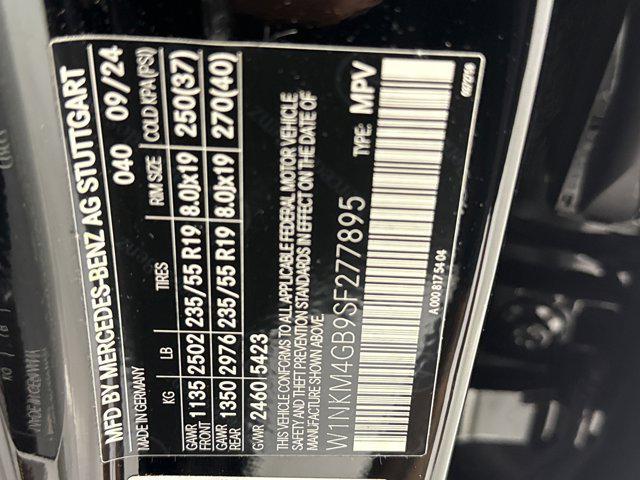 MFD BY MERCEDES-BENZ AG STUTTGART
MADE IN GERMANY 040 09/24
KG LB TIRES RIM SIZE COLD KPA(PSI)
GAWR FRONT 1135 2502 235/55 R19 8.0Jx19 250(37)
GAWR REAR 1350 2976 235/55 R19 8.0Jx19 270(40)
GVWR 2460 5423
THIS VEHICLE CONFORMS TO ALL APPLICABLE FEDERAL MOTOR VEHICLE
SAFETY AND THEFT PREVENTION STANDARDS IN EFFECT ON THE DATE OF
MANUFACTURE SHOWN ABOVE.
W1NKM4GB9SF277895 TYPE: MPV
A 000 817 54 04